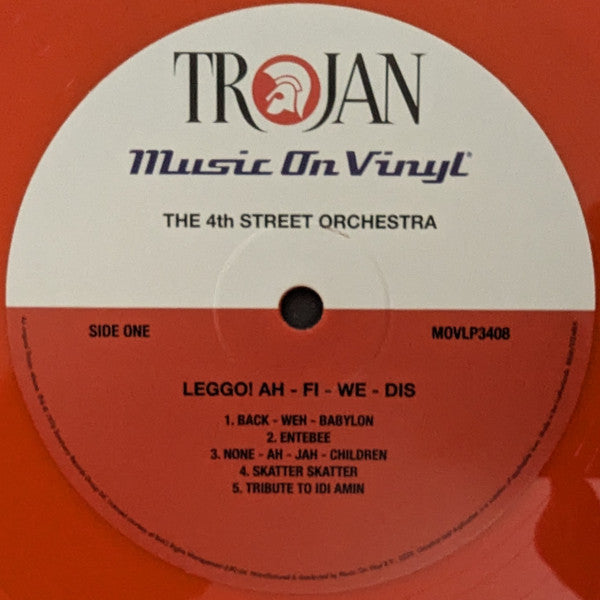 TROJAN
Music On Vinyl®
THE 4th STREET ORCHESTRA
SIDE ONE
MOVLP3408
LEGGO! AH - FI - WE - DIS
1. BACK - WEH - BABYLON
2. ENTEBEE
3. NONE - AH - JAH - CHILDREN
4. SKATTER SKATTER
5. TRIBUTE TO IDI AMIN